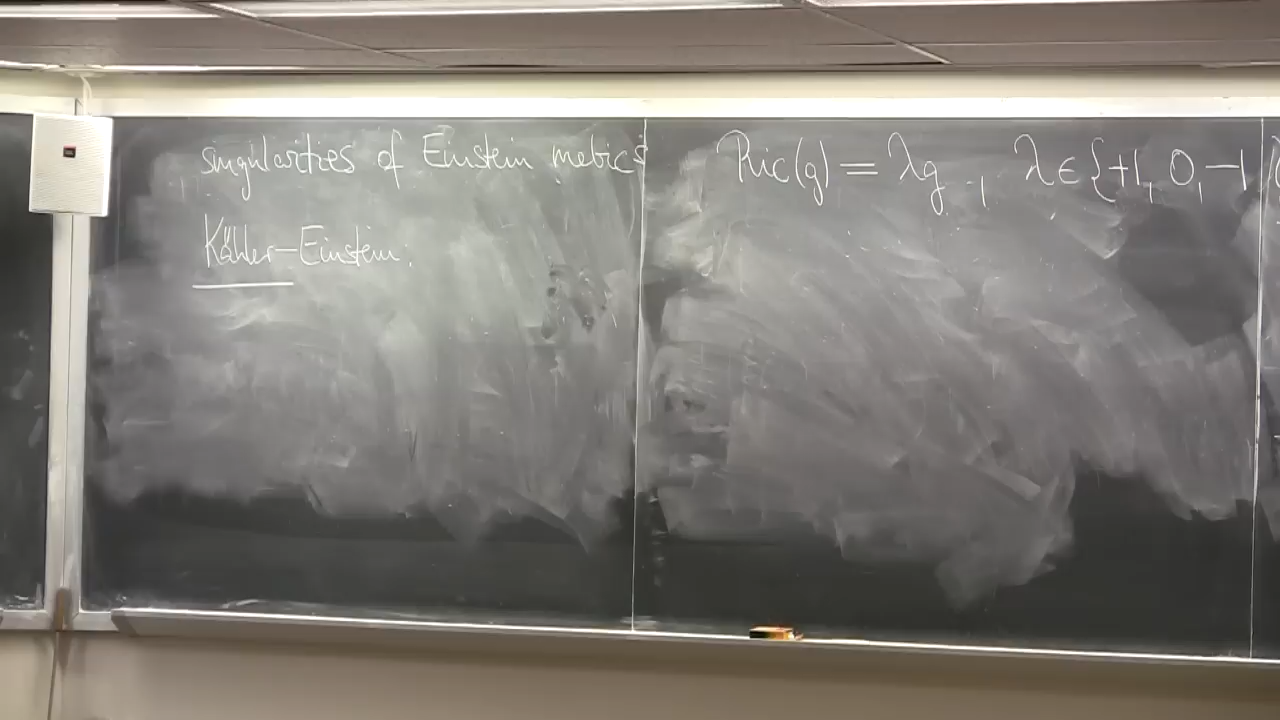 singularities of Einstein metrics
Kähler-Einstein.
Ric(g) = λg, λ∈{+1, 0, -1